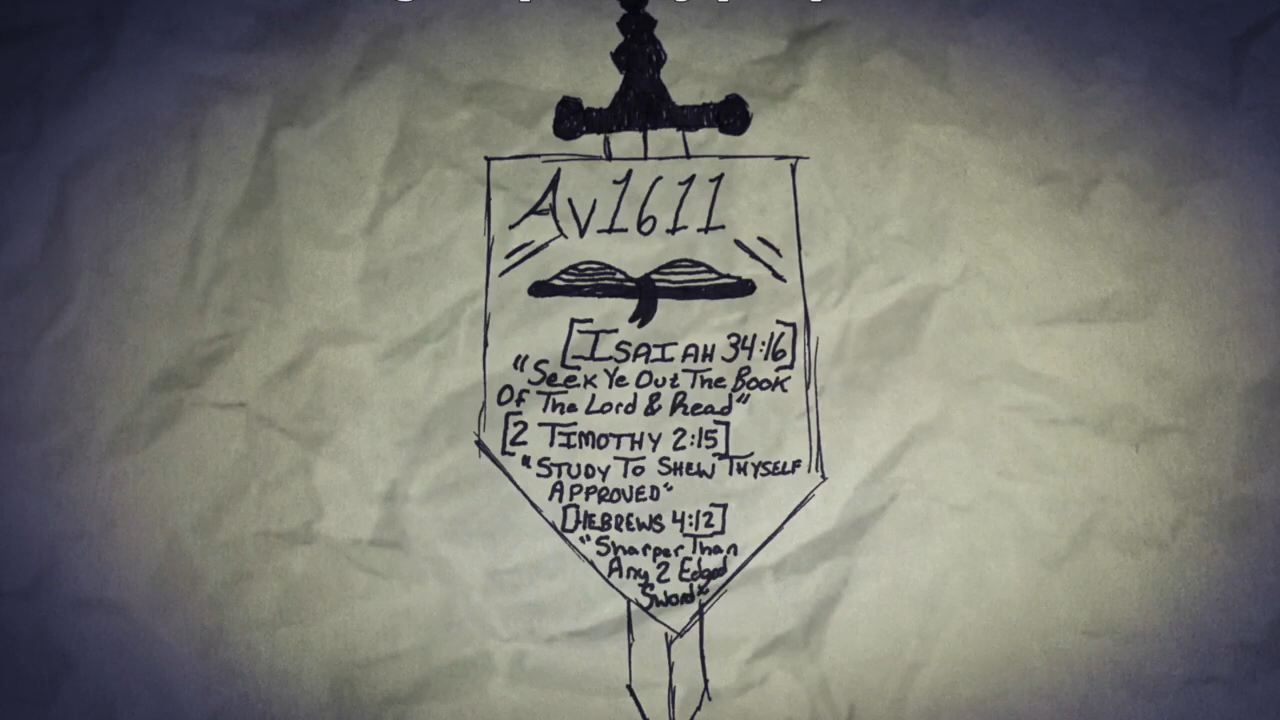 Av1611
[ISAIAH 34:16]
"Seek Ye Out The Book
Of The Lord & Read"
[2 TIMOTHY 2:15]
"STUDY TO SHEW THYSELF
APPROVED"
[HEBREWS 4:12]
"Sharper Than
Any 2 Edged
Sword"